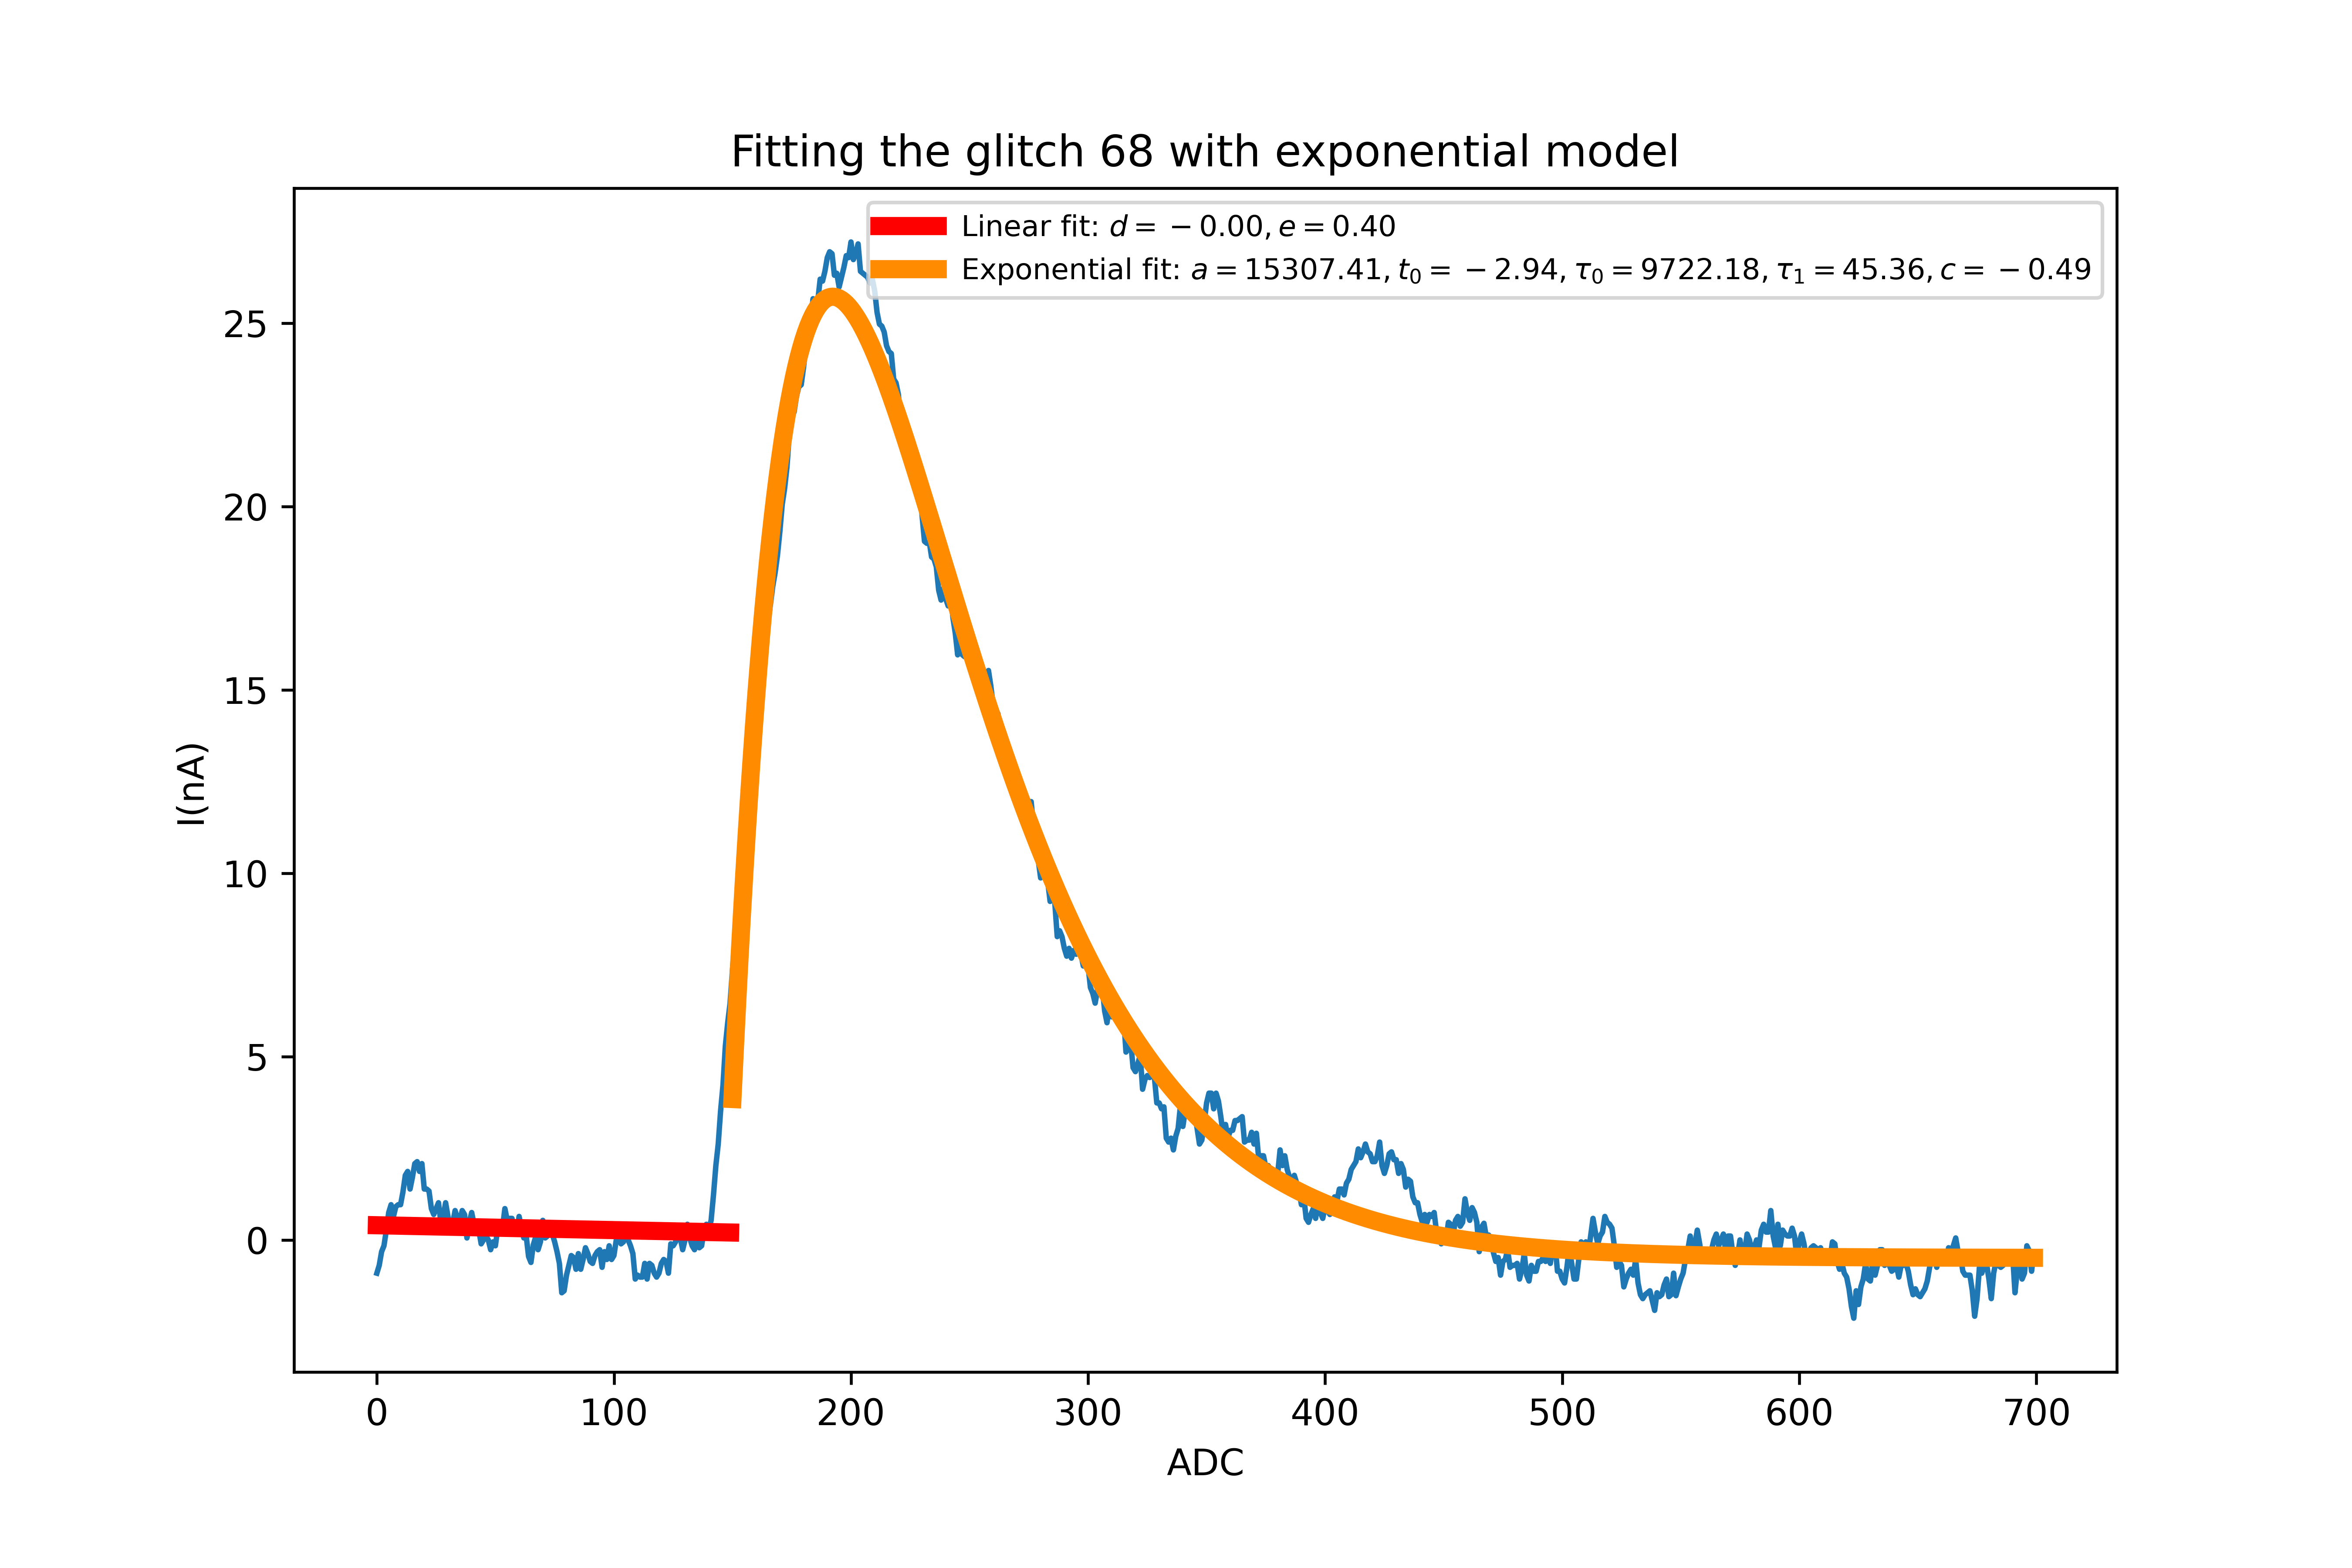 Fitting the glitch 68 with exponential model
Linear fit: d = −0.00, e = 0.40
Exponential fit: a = 15307.41, t₀ = −2.94, τ₀ = 9722.18, τ₁ = 45.36, c = −0.49
25
20
15
10
5
0
I(nA)
0 100 200 300 400 500 600 700
ADC